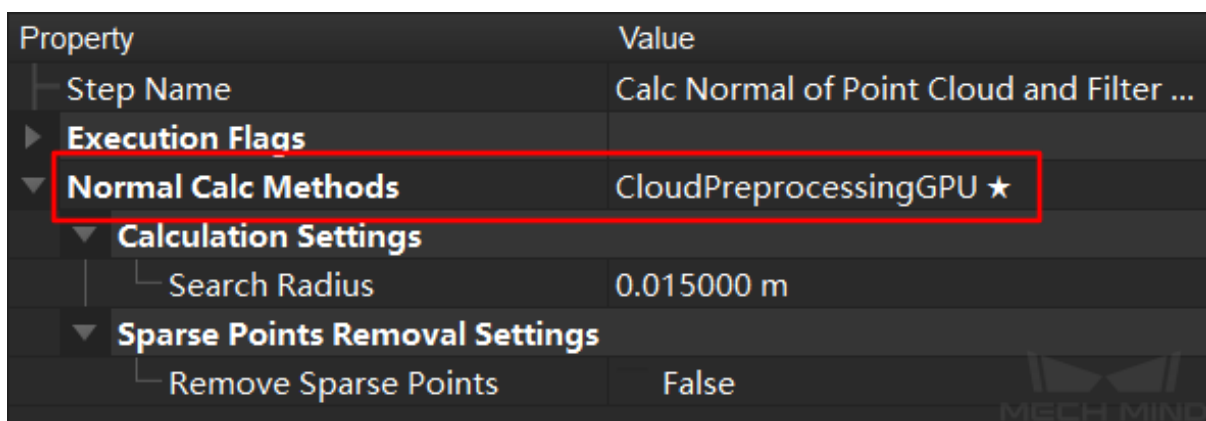 Property Value
Step Name Calc Normal of Point Cloud and Filter ...
Execution Flags
Normal Calc Methods CloudPreprocessingGPU ★
Calculation Settings
Search Radius 0.015000 m
Sparse Points Removal Settings
Remove Sparse Points False
MECH MIND